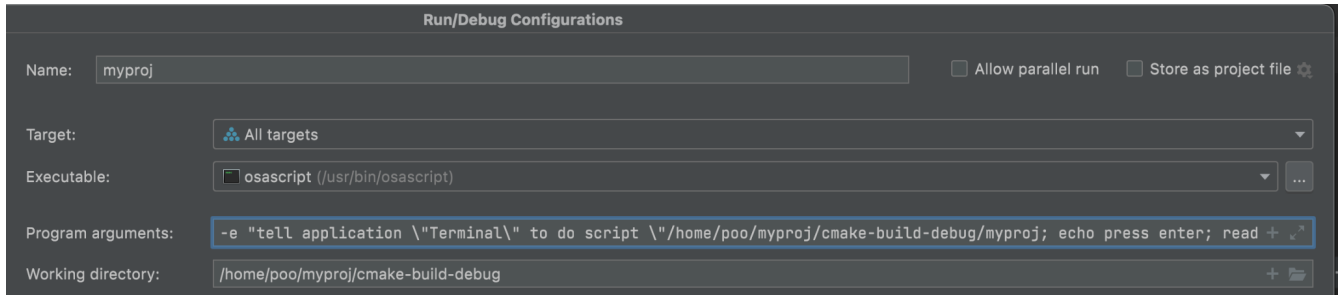 Run/Debug Configurations
Name: myproj Allow parallel run Store as project file
Target: All targets
Executable: osascript (/usr/bin/osascript) ...
Program arguments: -e "tell application \"Terminal\" to do script \"/home/poo/myproj/cmake-build-debug/myproj; echo press enter; read
Working directory: /home/poo/myproj/cmake-build-debug